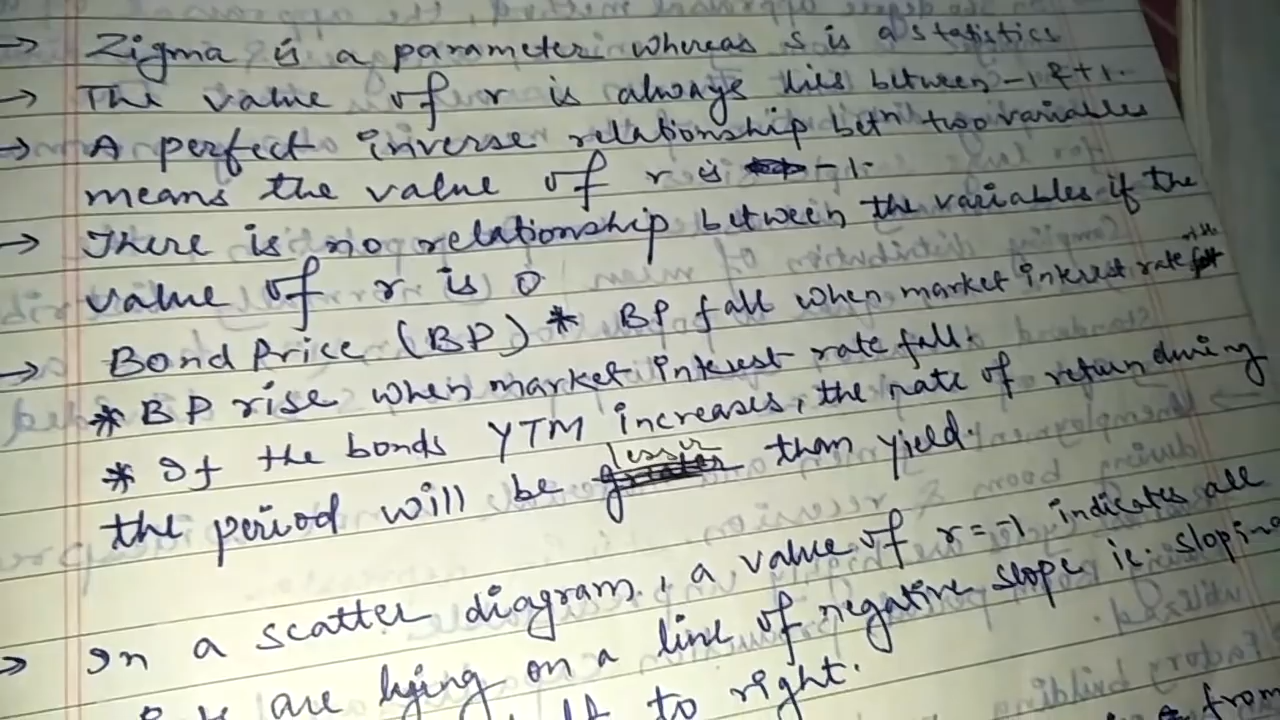 → Zigma is a parameter whereas s is a statistics
→ The value of r is always lies between -1 & +1.
→ A perfect inverse relationship betn two variables
means the value of r is -1.
→ There is no relationship between the variables if the
value of r is 0
→ Bond Price (BP) * BP fall when market interest rate rise
* BP rise when market interest rate fall.
* If the bonds YTM increases, the rate of return during
the period will be lesser than yield.
→ In a scatter diagram, a value of r = -1 indicates all
are lying on a line of negative slope ie. sloping
to right.
from